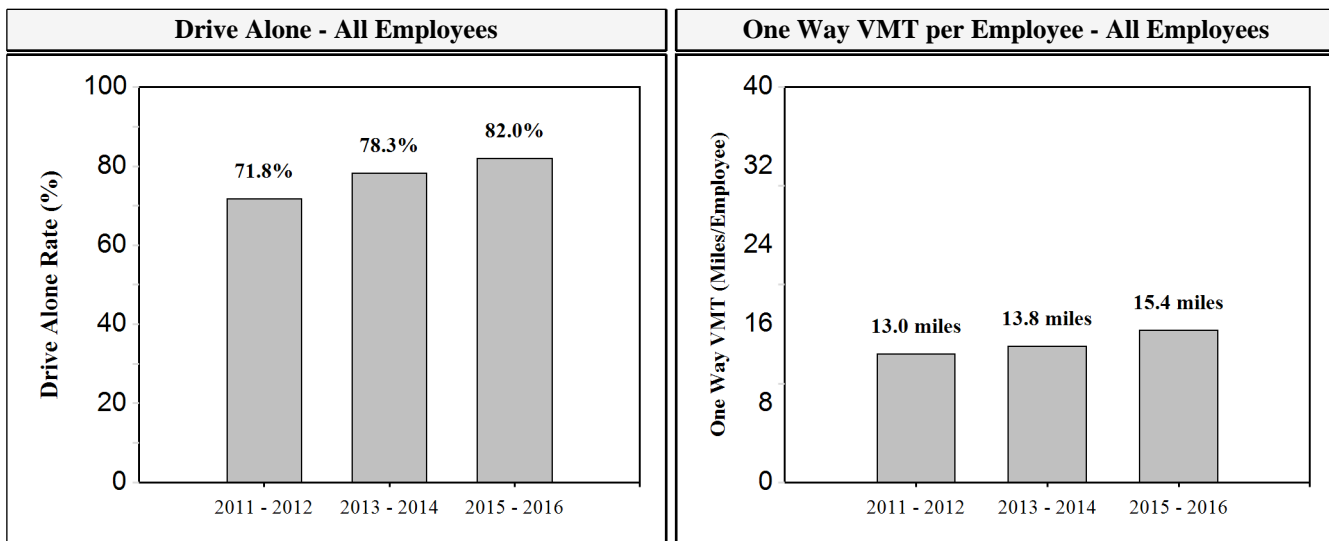 Drive Alone - All Employees
One Way VMT per Employee - All Employees
Drive Alone Rate (%)
100
80
60
40
20
0
71.8%
78.3%
82.0%
2011 - 2012
2013 - 2014
2015 - 2016
One Way VMT (Miles/Employee)
40
32
24
16
8
0
13.0 miles
13.8 miles
15.4 miles
2011 - 2012
2013 - 2014
2015 - 2016